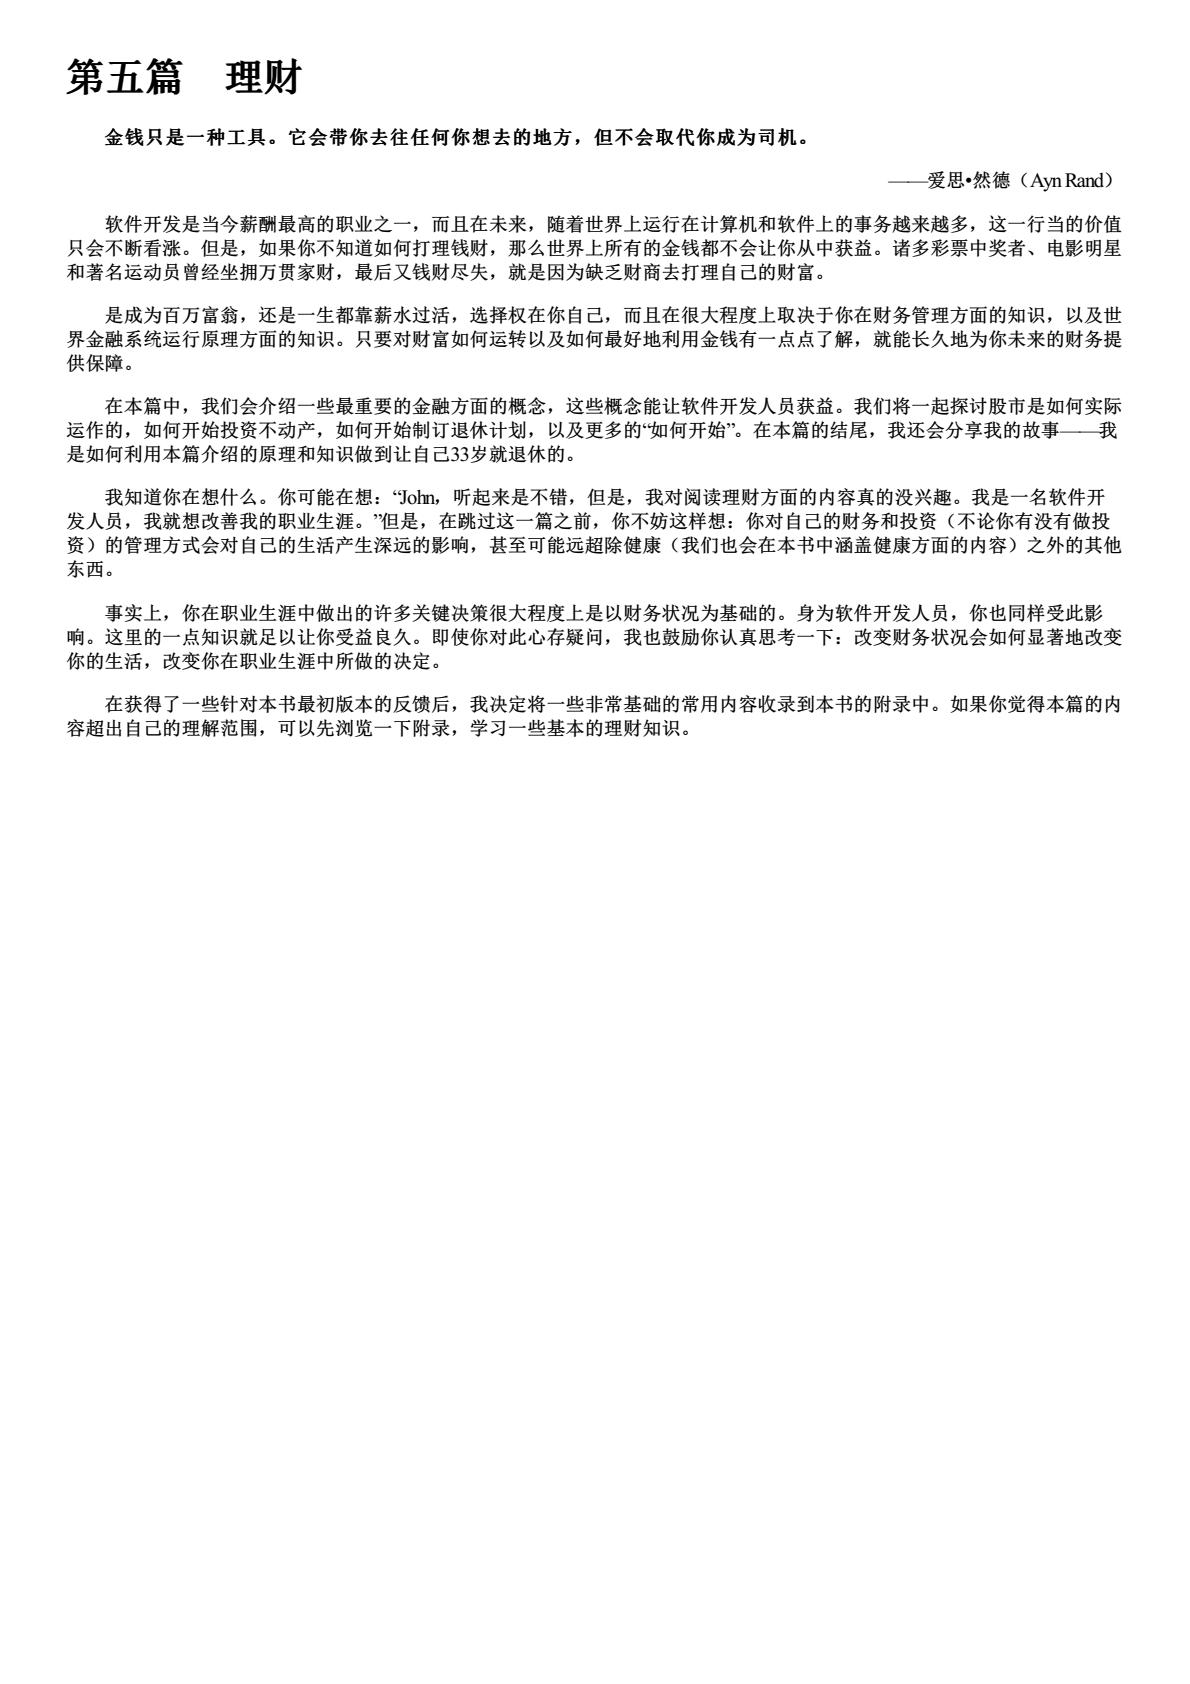 第五篇　理财
金钱只是一种工具。它会带你去往任何你想去的地方，但不会取代你成为司机。
——爱思•然德（Ayn Rand）
软件开发是当今薪酬最高的职业之一，而且在未来，随着世界上运行在计算机和软件上的事务越来越多，这一行当的价值
只会不断看涨。但是，如果你不知道如何打理钱财，那么世界上所有的金钱都不会让你从中获益。诸多彩票中奖者、电影明星
和著名运动员曾经坐拥万贯家财，最后又钱财尽失，就是因为缺乏财商去打理自己的财富。
是成为百万富翁，还是一生都靠薪水过活，选择权在你自己，而且在很大程度上取决于你在财务管理方面的知识，以及世
界金融系统运行原理方面的知识。只要对财富如何运转以及如何最好地利用金钱有一点点了解，就能长久地为你未来的财务提
供保障。
在本篇中，我们会介绍一些最重要的金融方面的概念，这些概念能让软件开发人员获益。我们将一起探讨股市是如何实际
运作的，如何开始投资不动产，如何开始制订退休计划，以及更多的“如何开始”。在本篇的结尾，我还会分享我的故事——我
是如何利用本篇介绍的原理和知识做到让自己33岁就退休的。
我知道你在想什么。你可能在想：“John，听起来是不错，但是，我对阅读理财方面的内容真的没兴趣。我是一名软件开
发人员，我就想改善我的职业生涯。”但是，在跳过这一篇之前，你不妨这样想：你对自己的财务和投资（不论你有没有做投
资）的管理方式会对自己的生活产生深远的影响，甚至可能远超除健康（我们也会在本书中涵盖健康方面的内容）之外的其他
东西。
事实上，你在职业生涯中做出的许多关键决策很大程度上是以财务状况为基础的。身为软件开发人员，你也同样受此影
响。这里的一点知识就足以让你受益良久。即使你对此心存疑问，我也鼓励你认真思考一下：改变财务状况会如何显著地改变
你的生活，改变你在职业生涯中所做的决定。
在获得了一些针对本书最初版本的反馈后，我决定将一些非常基础的常用内容收录到本书的附录中。如果你觉得本篇的内
容超出自己的理解范围，可以先浏览一下附录，学习一些基本的理财知识。